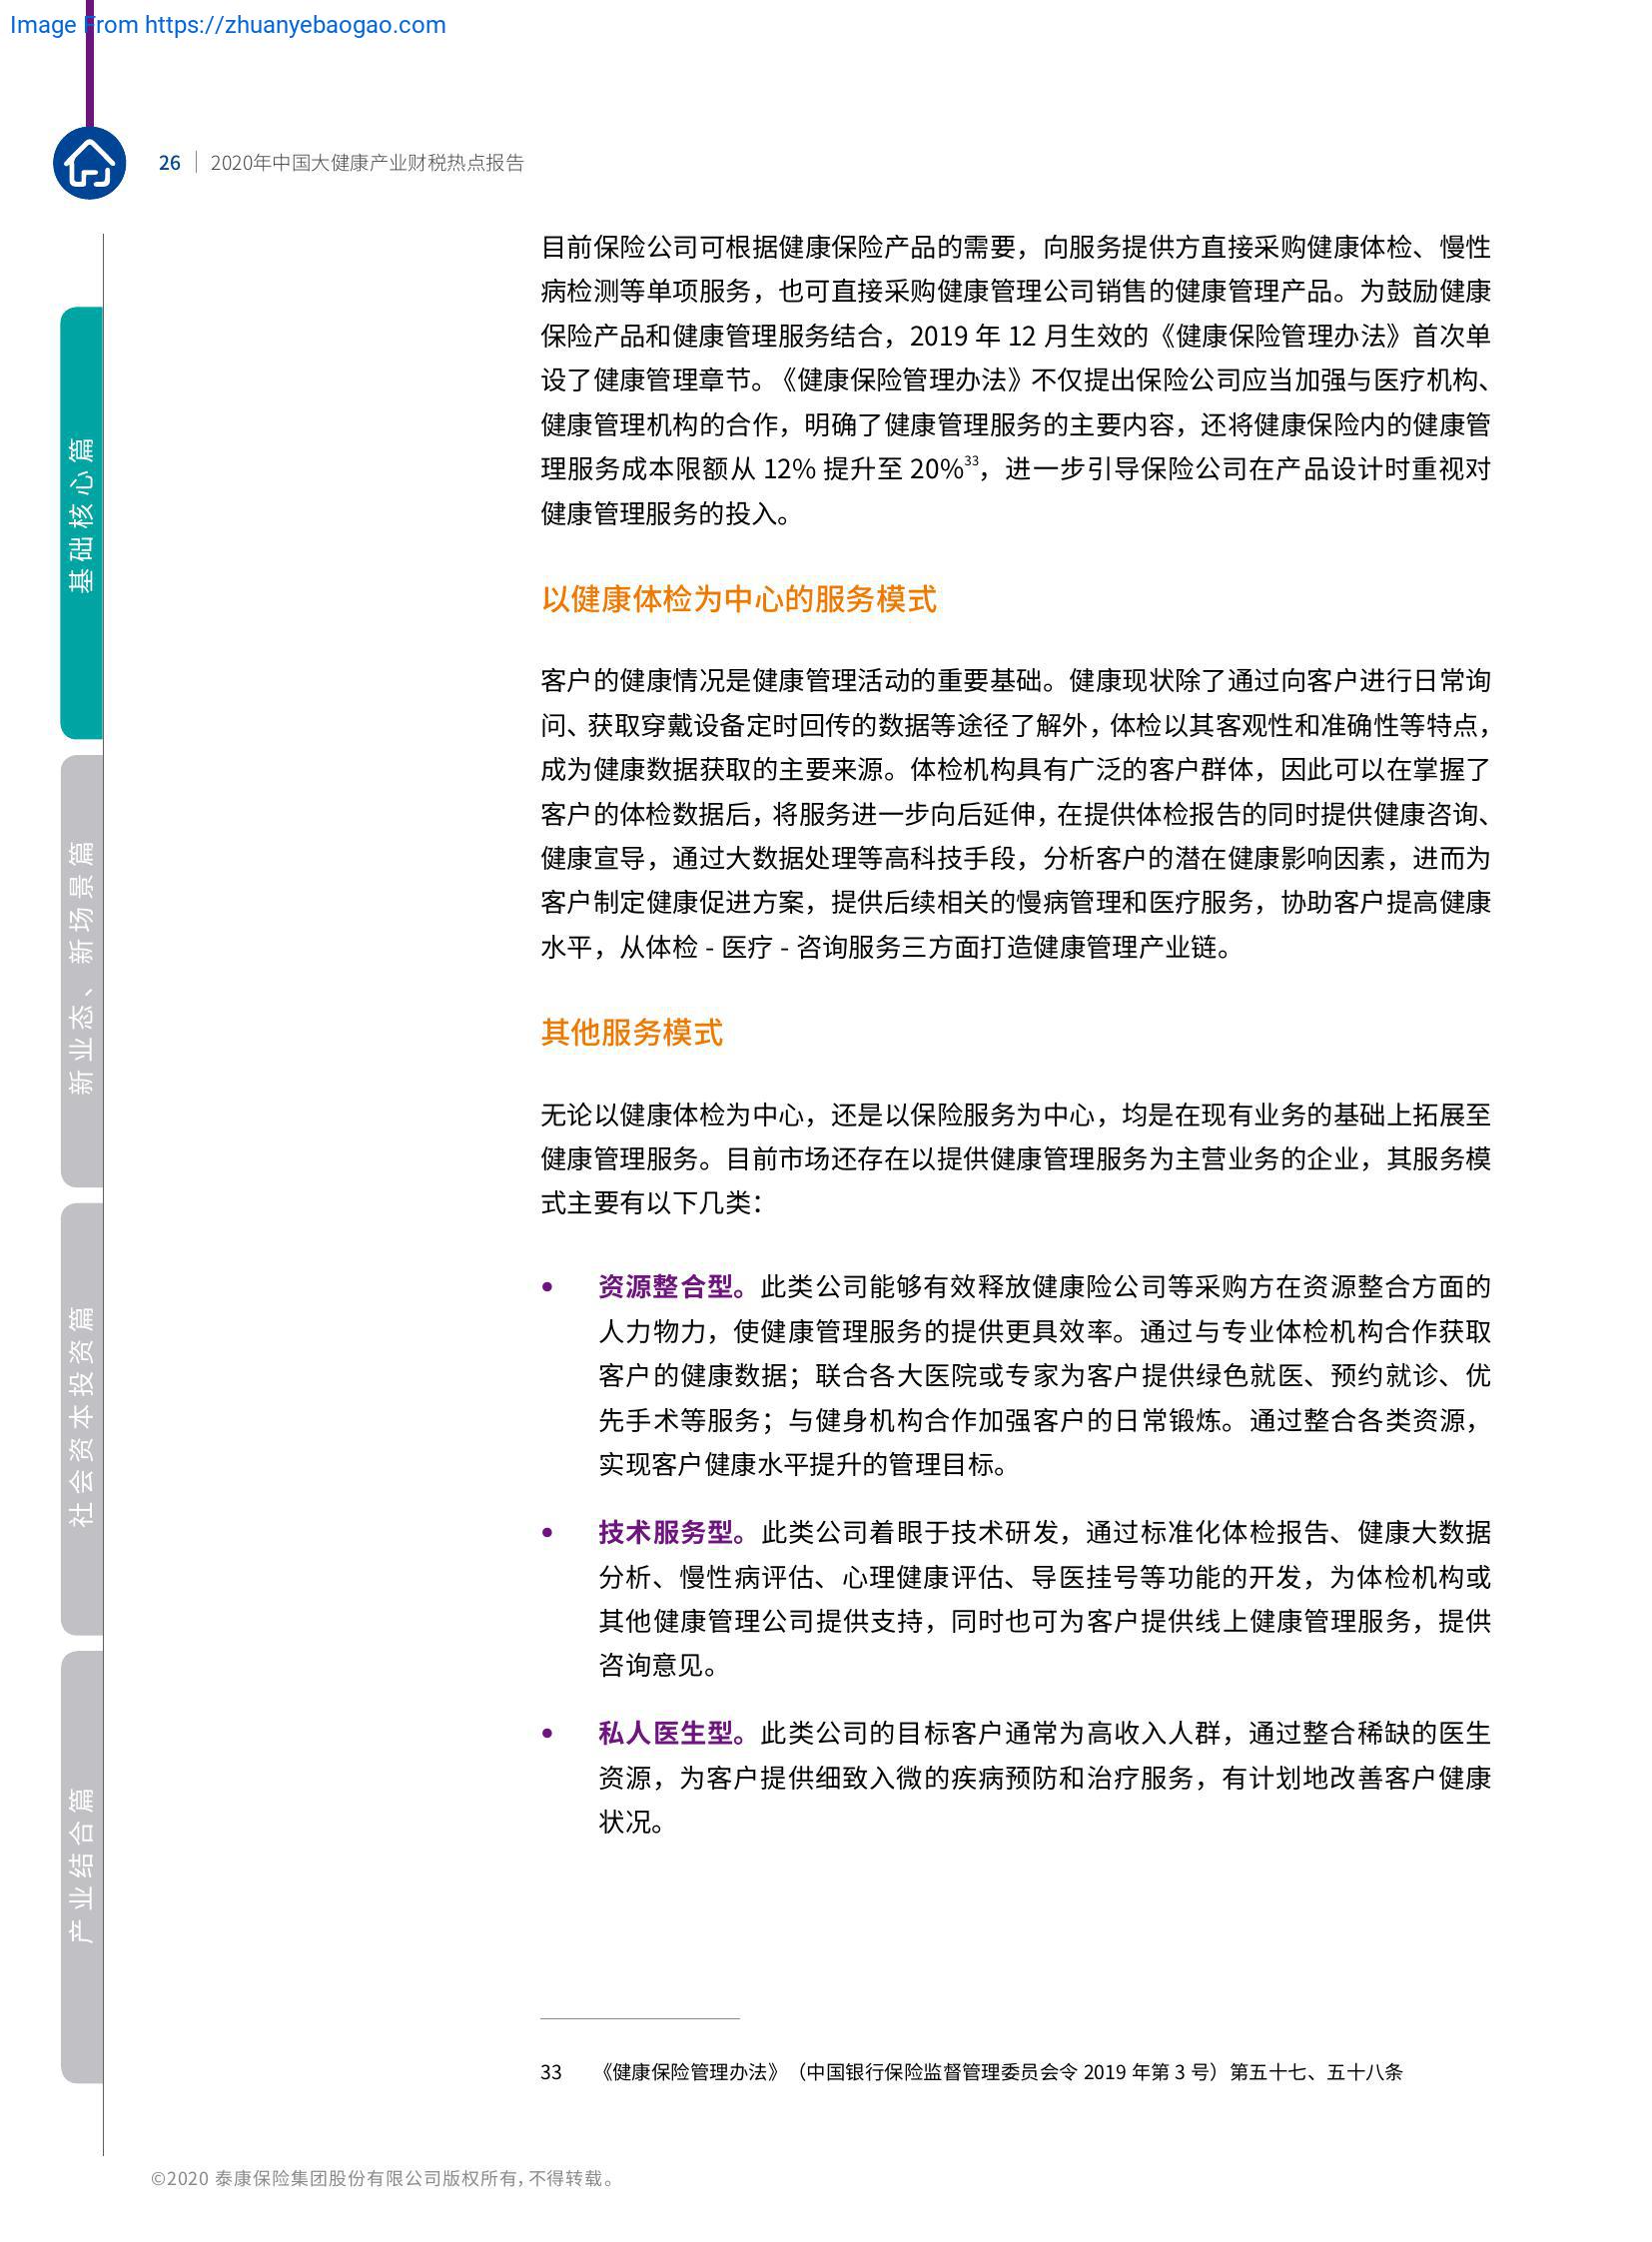 Image From https://zhuanyebaogao.com
26 | 2020年中国大健康产业财税热点报告
目前保险公司可根据健康保险产品的需要，向服务提供方直接采购健康体检、慢性
病检测等单项服务，也可直接采购健康管理公司销售的健康管理产品。为鼓励健康
保险产品和健康管理服务结合，2019 年 12 月生效的《健康保险管理办法》首次单
设了健康管理章节。《健康保险管理办法》不仅提出保险公司应当加强与医疗机构、
健康管理机构的合作，明确了健康管理服务的主要内容，还将健康保险内的健康管
理服务成本限额从 12% 提升至 20%33，进一步引导保险公司在产品设计时重视对
健康管理服务的投入。
以健康体检为中心的服务模式
客户的健康情况是健康管理活动的重要基础。健康现状除了通过向客户进行日常询
问、获取穿戴设备定时回传的数据等途径了解外，体检以其客观性和准确性等特点，
成为健康数据获取的主要来源。体检机构具有广泛的客户群体，因此可以在掌握了
客户的体检数据后，将服务进一步向后延伸，在提供体检报告的同时提供健康咨询、
健康宣导，通过大数据处理等高科技手段，分析客户的潜在健康影响因素，进而为
客户制定健康促进方案，提供后续相关的慢病管理和医疗服务，协助客户提高健康
水平，从体检 - 医疗 - 咨询服务三方面打造健康管理产业链。
其他服务模式
无论以健康体检为中心，还是以保险服务为中心，均是在现有业务的基础上拓展至
健康管理服务。目前市场还存在以提供健康管理服务为主营业务的企业，其服务模
式主要有以下几类：
• 资源整合型。此类公司能够有效释放健康险公司等采购方在资源整合方面的
人力物力，使健康管理服务的提供更具效率。通过与专业体检机构合作获取
客户的健康数据；联合各大医院或专家为客户提供绿色就医、预约就诊、优
先手术等服务；与健身机构合作加强客户的日常锻炼。通过整合各类资源，
实现客户健康水平提升的管理目标。
• 技术服务型。此类公司着眼于技术研发，通过标准化体检报告、健康大数据
分析、慢性病评估、心理健康评估、导医挂号等功能的开发，为体检机构或
其他健康管理公司提供支持，同时也可为客户提供线上健康管理服务，提供
咨询意见。
• 私人医生型。此类公司的目标客户通常为高收入人群，通过整合稀缺的医生
资源，为客户提供细致入微的疾病预防和治疗服务，有计划地改善客户健康
状况。
33 《健康保险管理办法》（中国银行保险监督管理委员会令 2019 年第 3 号）第五十七、五十八条
基础核心篇
新业态、新场景篇
社会资本投资篇
产业结合篇
©2020 泰康保险集团股份有限公司版权所有，不得转载。